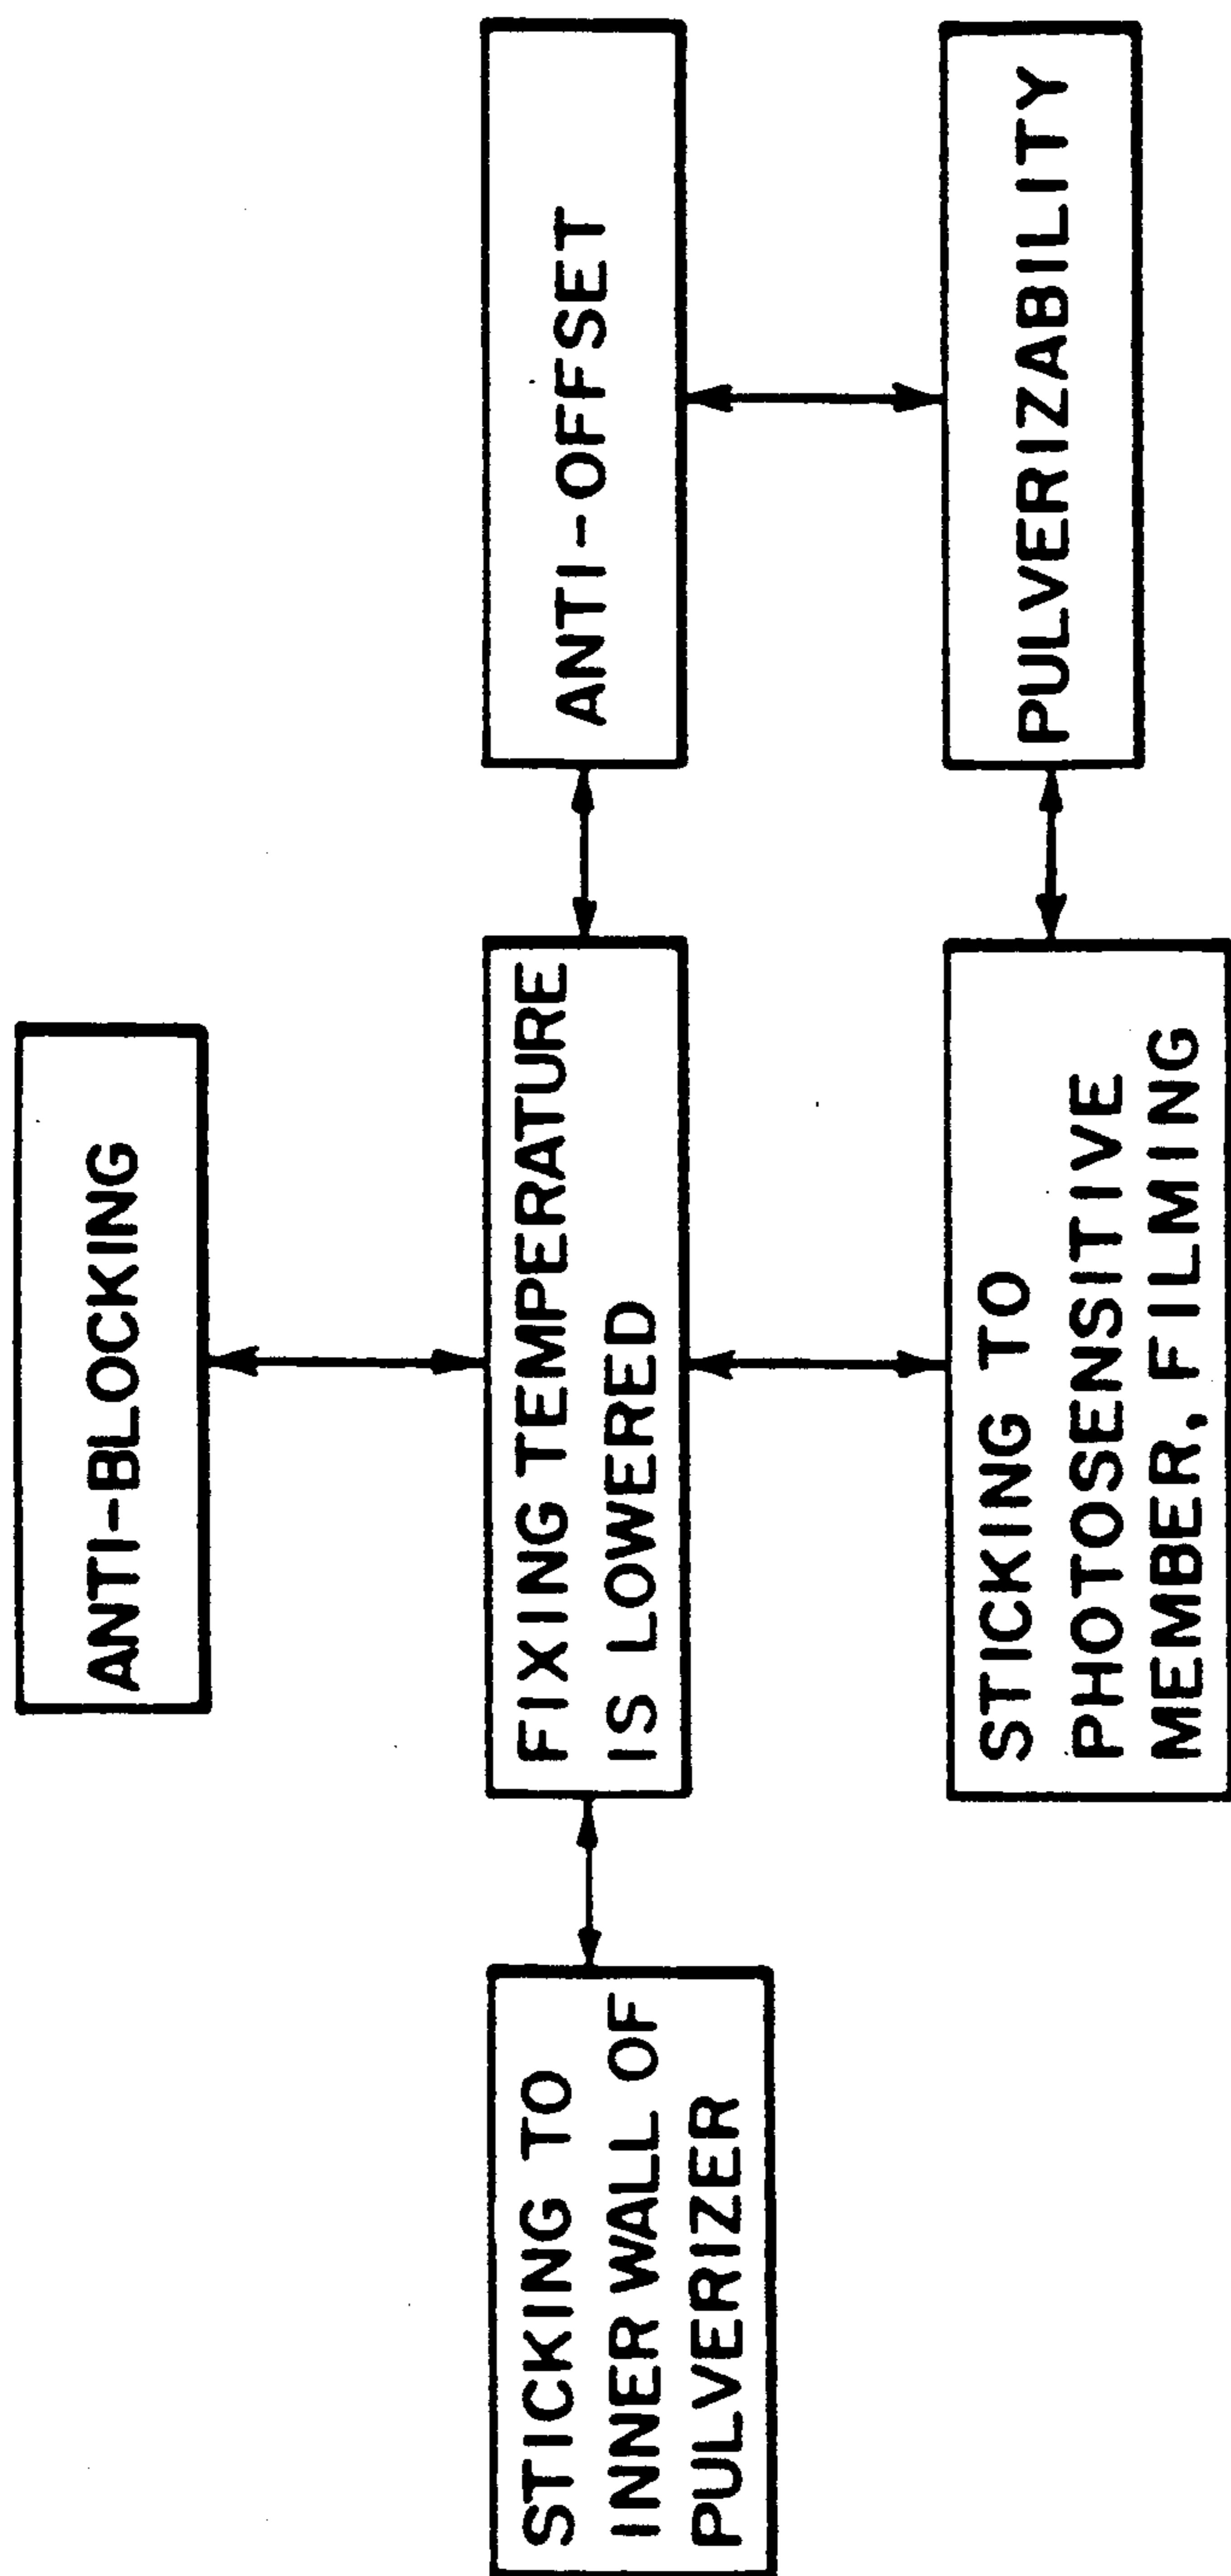 ANTI-BLOCKING
STICKING TO
INNER WALL OF
PULVERIZER
FIXING TEMPERATURE
IS LOWERED
ANTI-OFFSET
STICKING TO
PHOTOSENSITIVE
MEMBER, FILMING
PULVERIZABILITY